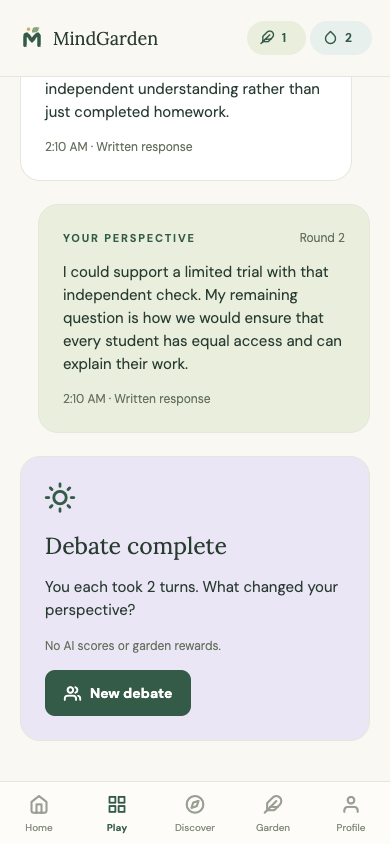 MindGarden
1
2
independent understanding rather than
just completed homework.
2:10 AM · Written response
YOUR PERSPECTIVE
Round 2
I could support a limited trial with that
independent check. My remaining
question is how we would ensure that
every student has equal access and can
explain their work.
2:10 AM · Written response
Debate complete
You each took 2 turns. What changed your
perspective?
No AI scores or garden rewards.
New debate
Home
Play
Discover
Garden
Profile